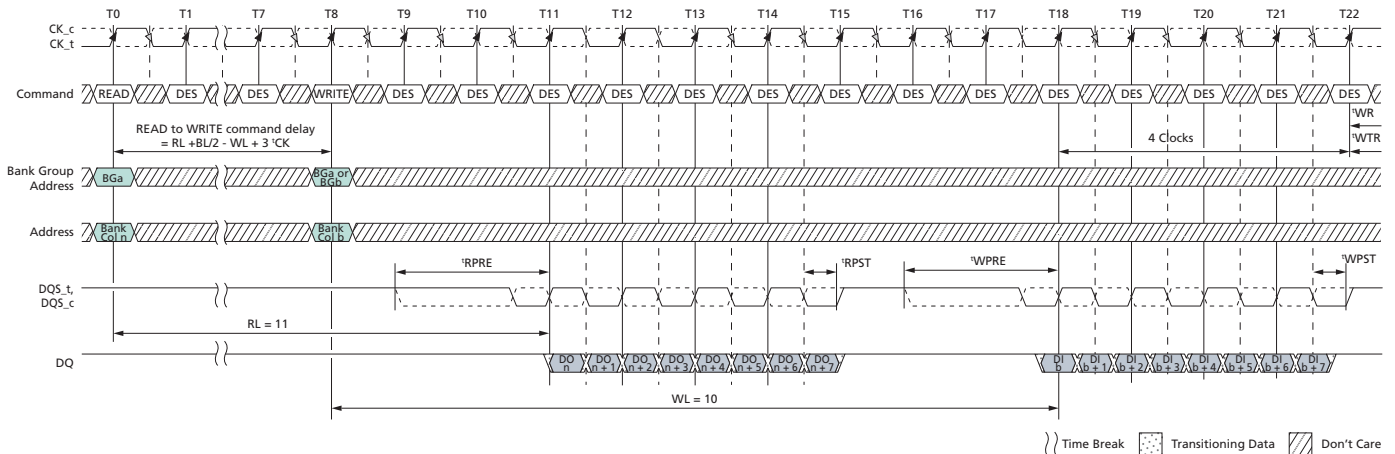 T0 T1 T7 T8 T9 T10 T11 T12 T13 T14 T15 T16 T17 T18 T19 T20 T21 T22
CK_c
CK_t
Command READ DES DES WRITE DES DES DES DES DES DES DES DES DES DES DES DES DES DES
READ to WRITE command delay
= RL +BL/2 - WL + 3 tCK
tWR
4 Clocks
tWTR
Bank Group
Address
BGa
BGa or
BGb
Address
Bank
Col n
Bank
Col b
tRPRE
tRPST
tWPRE
tWPST
DQS_t,
DQS_c
RL = 11
DQ
DO
n
DO
n + 1
DO
n + 2
DO
n + 3
DO
n + 4
DO
n + 5
DO
n + 6
DO
n + 7
DI
b
DI
b + 1
DI
b + 2
DI
b + 3
DI
b + 4
DI
b + 5
DI
b + 6
DI
b + 7
WL = 10
Time Break Transitioning Data Don't Care